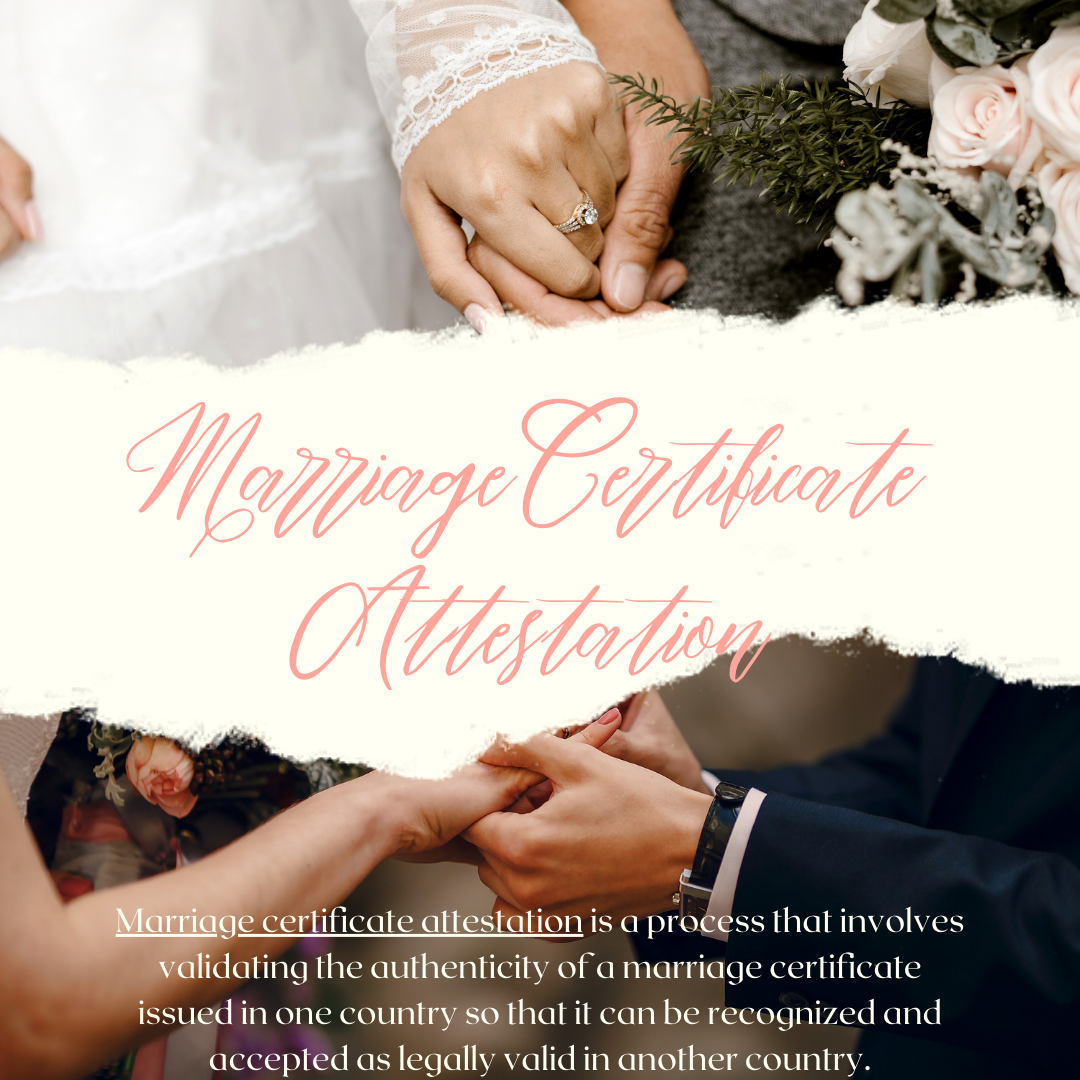 Marriage Certificate
Attestation
Marriage certificate attestation is a process that involves
validating the authenticity of a marriage certificate
issued in one country so that it can be recognized and
accepted as legally valid in another country.